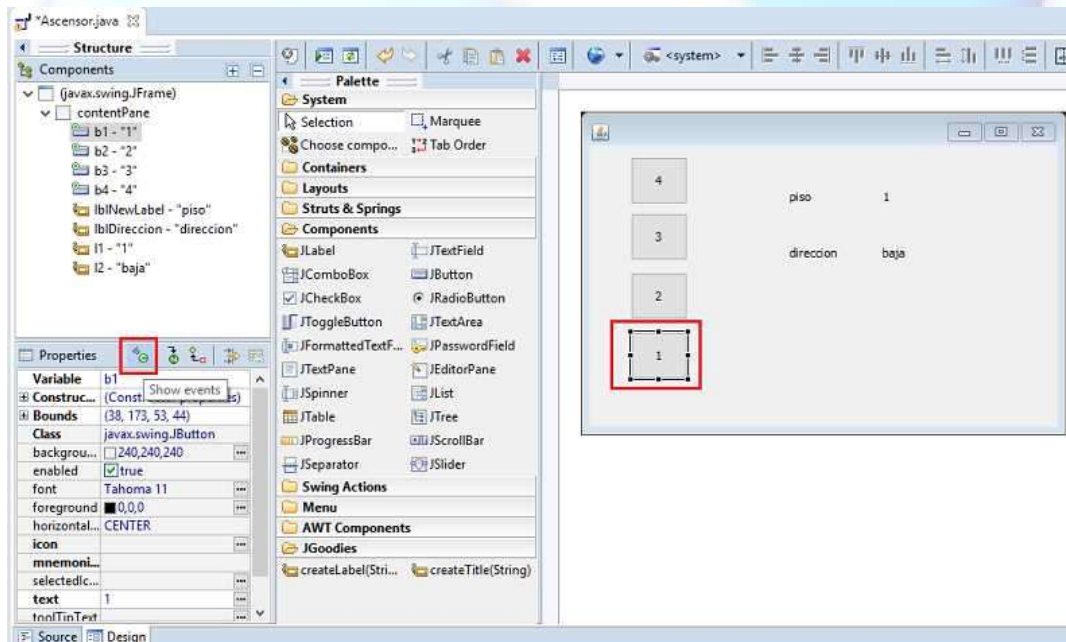 *Ascensor.java
Structure
Components
(javax.swing.JFrame)
contentPane
b1 - "1"
b2 - "2"
b3 - "3"
b4 - "4"
lblNewLabel - "piso"
lblDireccion - "direccion"
l1 - "1"
l2 - "baja"
Properties
Show events
Variable b1
Construc... (Const
Bounds (38, 173, 53, 44)
Class javax.swing.JButton
backgrou... 240,240,240
enabled true
font Tahoma 11
foreground 0,0,0
horizontal... CENTER
icon
mnemoni...
selectedIc...
text 1
toolTipText
Source Design
<system>
Palette
System
Selection Marquee
Choose compo... Tab Order
Containers
Layouts
Struts & Springs
Components
JLabel JTextField
JComboBox JButton
JCheckBox JRadioButton
JToggleButton JTextArea
JFormattedTextF... JPasswordField
JTextPane JEditorPane
JSpinner JList
JTable JTree
JProgressBar JScrollBar
JSeparator JSlider
Swing Actions
Menu
AWT Components
JGoodies
createLabel(Stri... createTitle(String)
4
piso 1
3
direccion baja
2
1